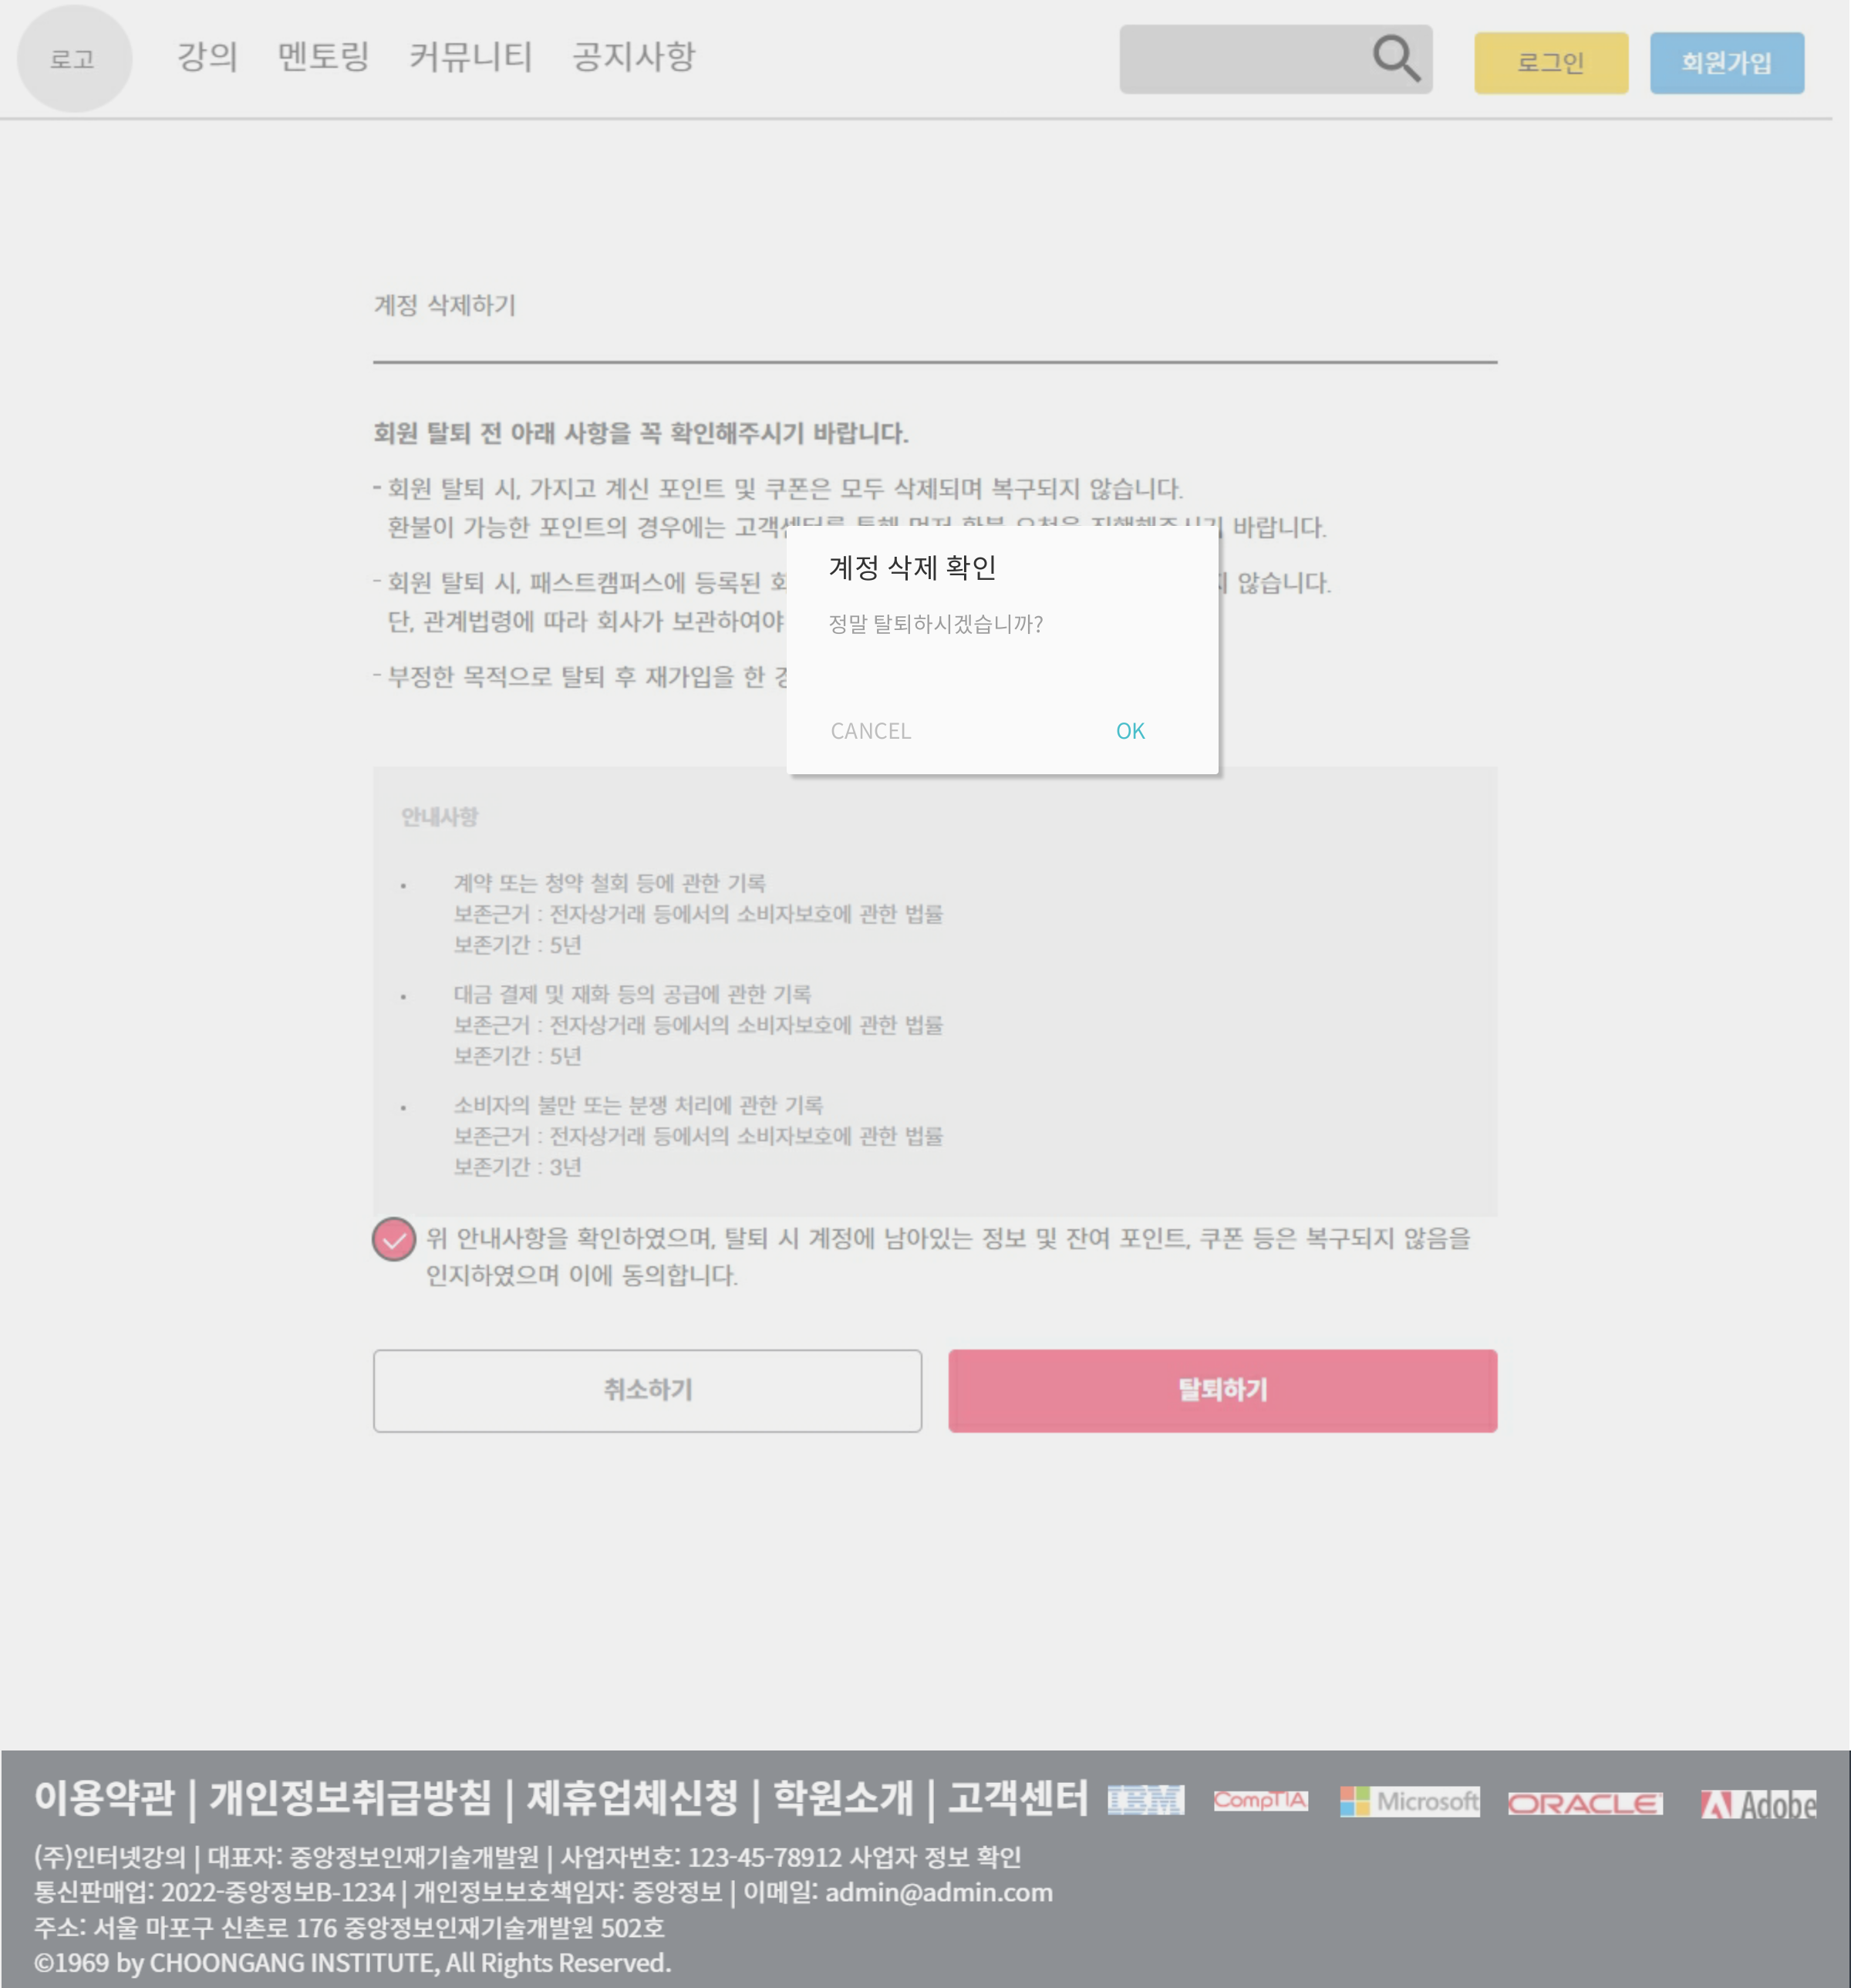 로고
강의 멘토링 커뮤니티 공지사항
로그인 회원가입
계정 삭제하기
회원 탈퇴 전 아래 사항을 꼭 확인해주시기 바랍니다.
- 회원 탈퇴 시, 가지고 계신 포인트 및 쿠폰은 모두 삭제되며 복구되지 않습니다.
환불이 가능한 포인트의 경우에는 고객센터를 통해 먼저 환불 요청을 진행해주시기 바랍니다.
- 회원 탈퇴 시, 패스트캠퍼스에 등록된 않습니다.
단, 관계법령에 따라 회사가 보관하여야
- 부정한 목적으로 탈퇴 후 재가입을 한
계정 삭제 확인
정말 탈퇴하시겠습니까?
CANCEL OK
안내사항
· 계약 또는 청약 철회 등에 관한 기록
보존근거 : 전자상거래 등에서의 소비자보호에 관한 법률
보존기간 : 5년
· 대금 결제 및 재화 등의 공급에 관한 기록
보존근거 : 전자상거래 등에서의 소비자보호에 관한 법률
보존기간 : 5년
· 소비자의 불만 또는 분쟁 처리에 관한 기록
보존근거 : 전자상거래 등에서의 소비자보호에 관한 법률
보존기간 : 3년
위 안내사항을 확인하였으며, 탈퇴 시 계정에 남아있는 정보 및 잔여 포인트, 쿠폰 등은 복구되지 않음을
인지하였으며 이에 동의합니다.
취소하기 탈퇴하기
이용약관 | 개인정보취급방침 | 제휴업체신청 | 학원소개 | 고객센터 IBM CompTIA Microsoft ORACLE Adobe
(주)인터넷강의 | 대표자: 중앙정보인재기술개발원 | 사업자번호: 123-45-78912 사업자 정보 확인
통신판매업: 2022-중앙정보B-1234 | 개인정보보호책임자: 중앙정보 | 이메일: admin@admin.com
주소: 서울 마포구 신촌로 176 중앙정보인재기술개발원 502호
©1969 by CHOONGANG INSTITUTE, All Rights Reserved.